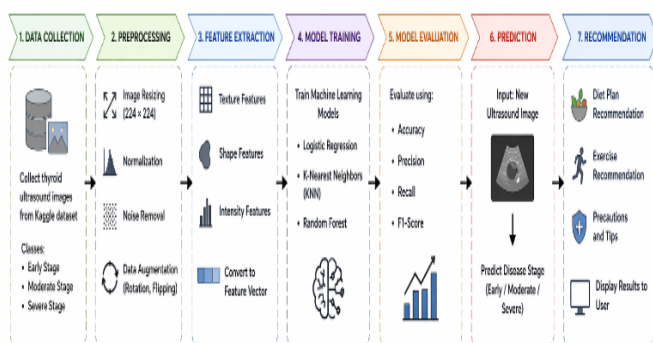 1. DATA COLLECTION
2. PREPROCESSING
3. FEATURE EXTRACTION
4. MODEL TRAINING
5. MODEL EVALUATION
6. PREDICTION
7. RECOMMENDATION
Collect thyroid
ultrasound images
from Kaggle dataset
Classes:
• Early Stage
• Moderate Stage
• Severe Stage
Image Resizing
(224 × 224)
Normalization
Noise Removal
Data Augmentation
(Rotation, Flipping)
Texture Features
Shape Features
Intensity Features
Convert to
Feature Vector
Train Machine Learning
Models
• Logistic Regression
• K-Nearest Neighbors
(KNN)
• Random Forest
Evaluate using:
• Accuracy
• Precision
• Recall
• F1-Score
Input: New
Ultrasound Image
Predict Disease Stage
(Early / Moderate /
Severe)
Diet Plan
Recommendation
Exercise
Recommendation
Precautions
and Tips
Display Results to
User